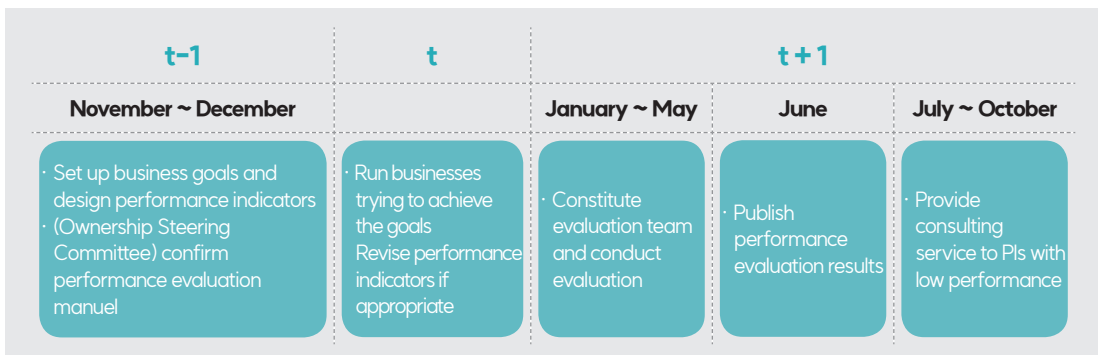 t-1
t
t + 1
November ~ December
January ~ May
June
July ~ October
· Set up business goals and
design performance indicators
· (Ownership Steering
Committee) confirm
performance evaluation
manuel
· Run businesses
trying to achieve
the goals
Revise performance
indicators if
appropriate
· Constitute
evaluation team
and conduct
evaluation
· Publish
performance
evaluation results
· Provide
consulting
service to PIs with
low performance